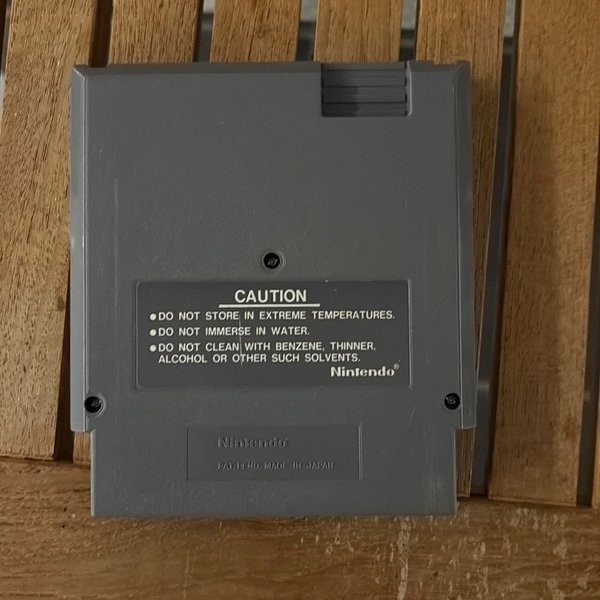 CAUTION
●DO NOT STORE IN EXTREME TEMPERATURES.
●DO NOT IMMERSE IN WATER.
●DO NOT CLEAN WITH BENZENE, THINNER,
ALCOHOL OR OTHER SUCH SOLVENTS.
Nintendo®
Nintendo®
PAT. PEND. MADE IN JAPAN